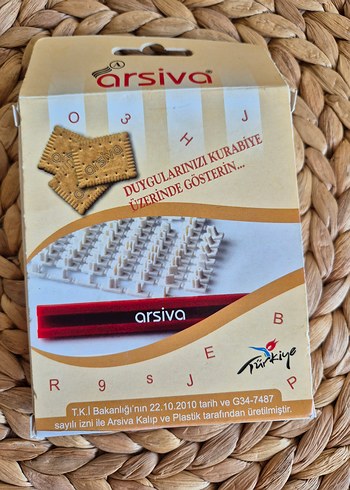 arsiva
O 3 H J
DUYGULARINIZI KURABİYE
ÜZERİNDE GÖSTERİN...
arsiva
Türkiye
B
E
R 9 s J P
T.K.İ Bakanlığı'nın 22.10.2010 tarih ve G34-7487
sayılı izni ile Arsiva Kalıp ve Plastik tarafından üretilmiştir.